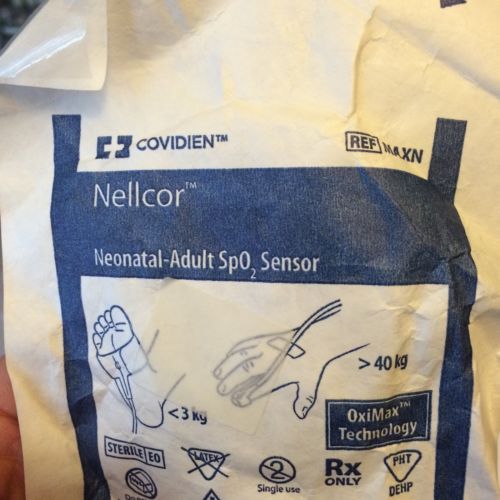 COVIDIEN™
REF MAXN
Nellcor™
Neonatal-Adult SpO₂ Sensor
<3 kg
> 40 kg
OxiMax™
Technology
STERILE EO
LATEX
2
Single use
Rx
ONLY
PHT
DEHP